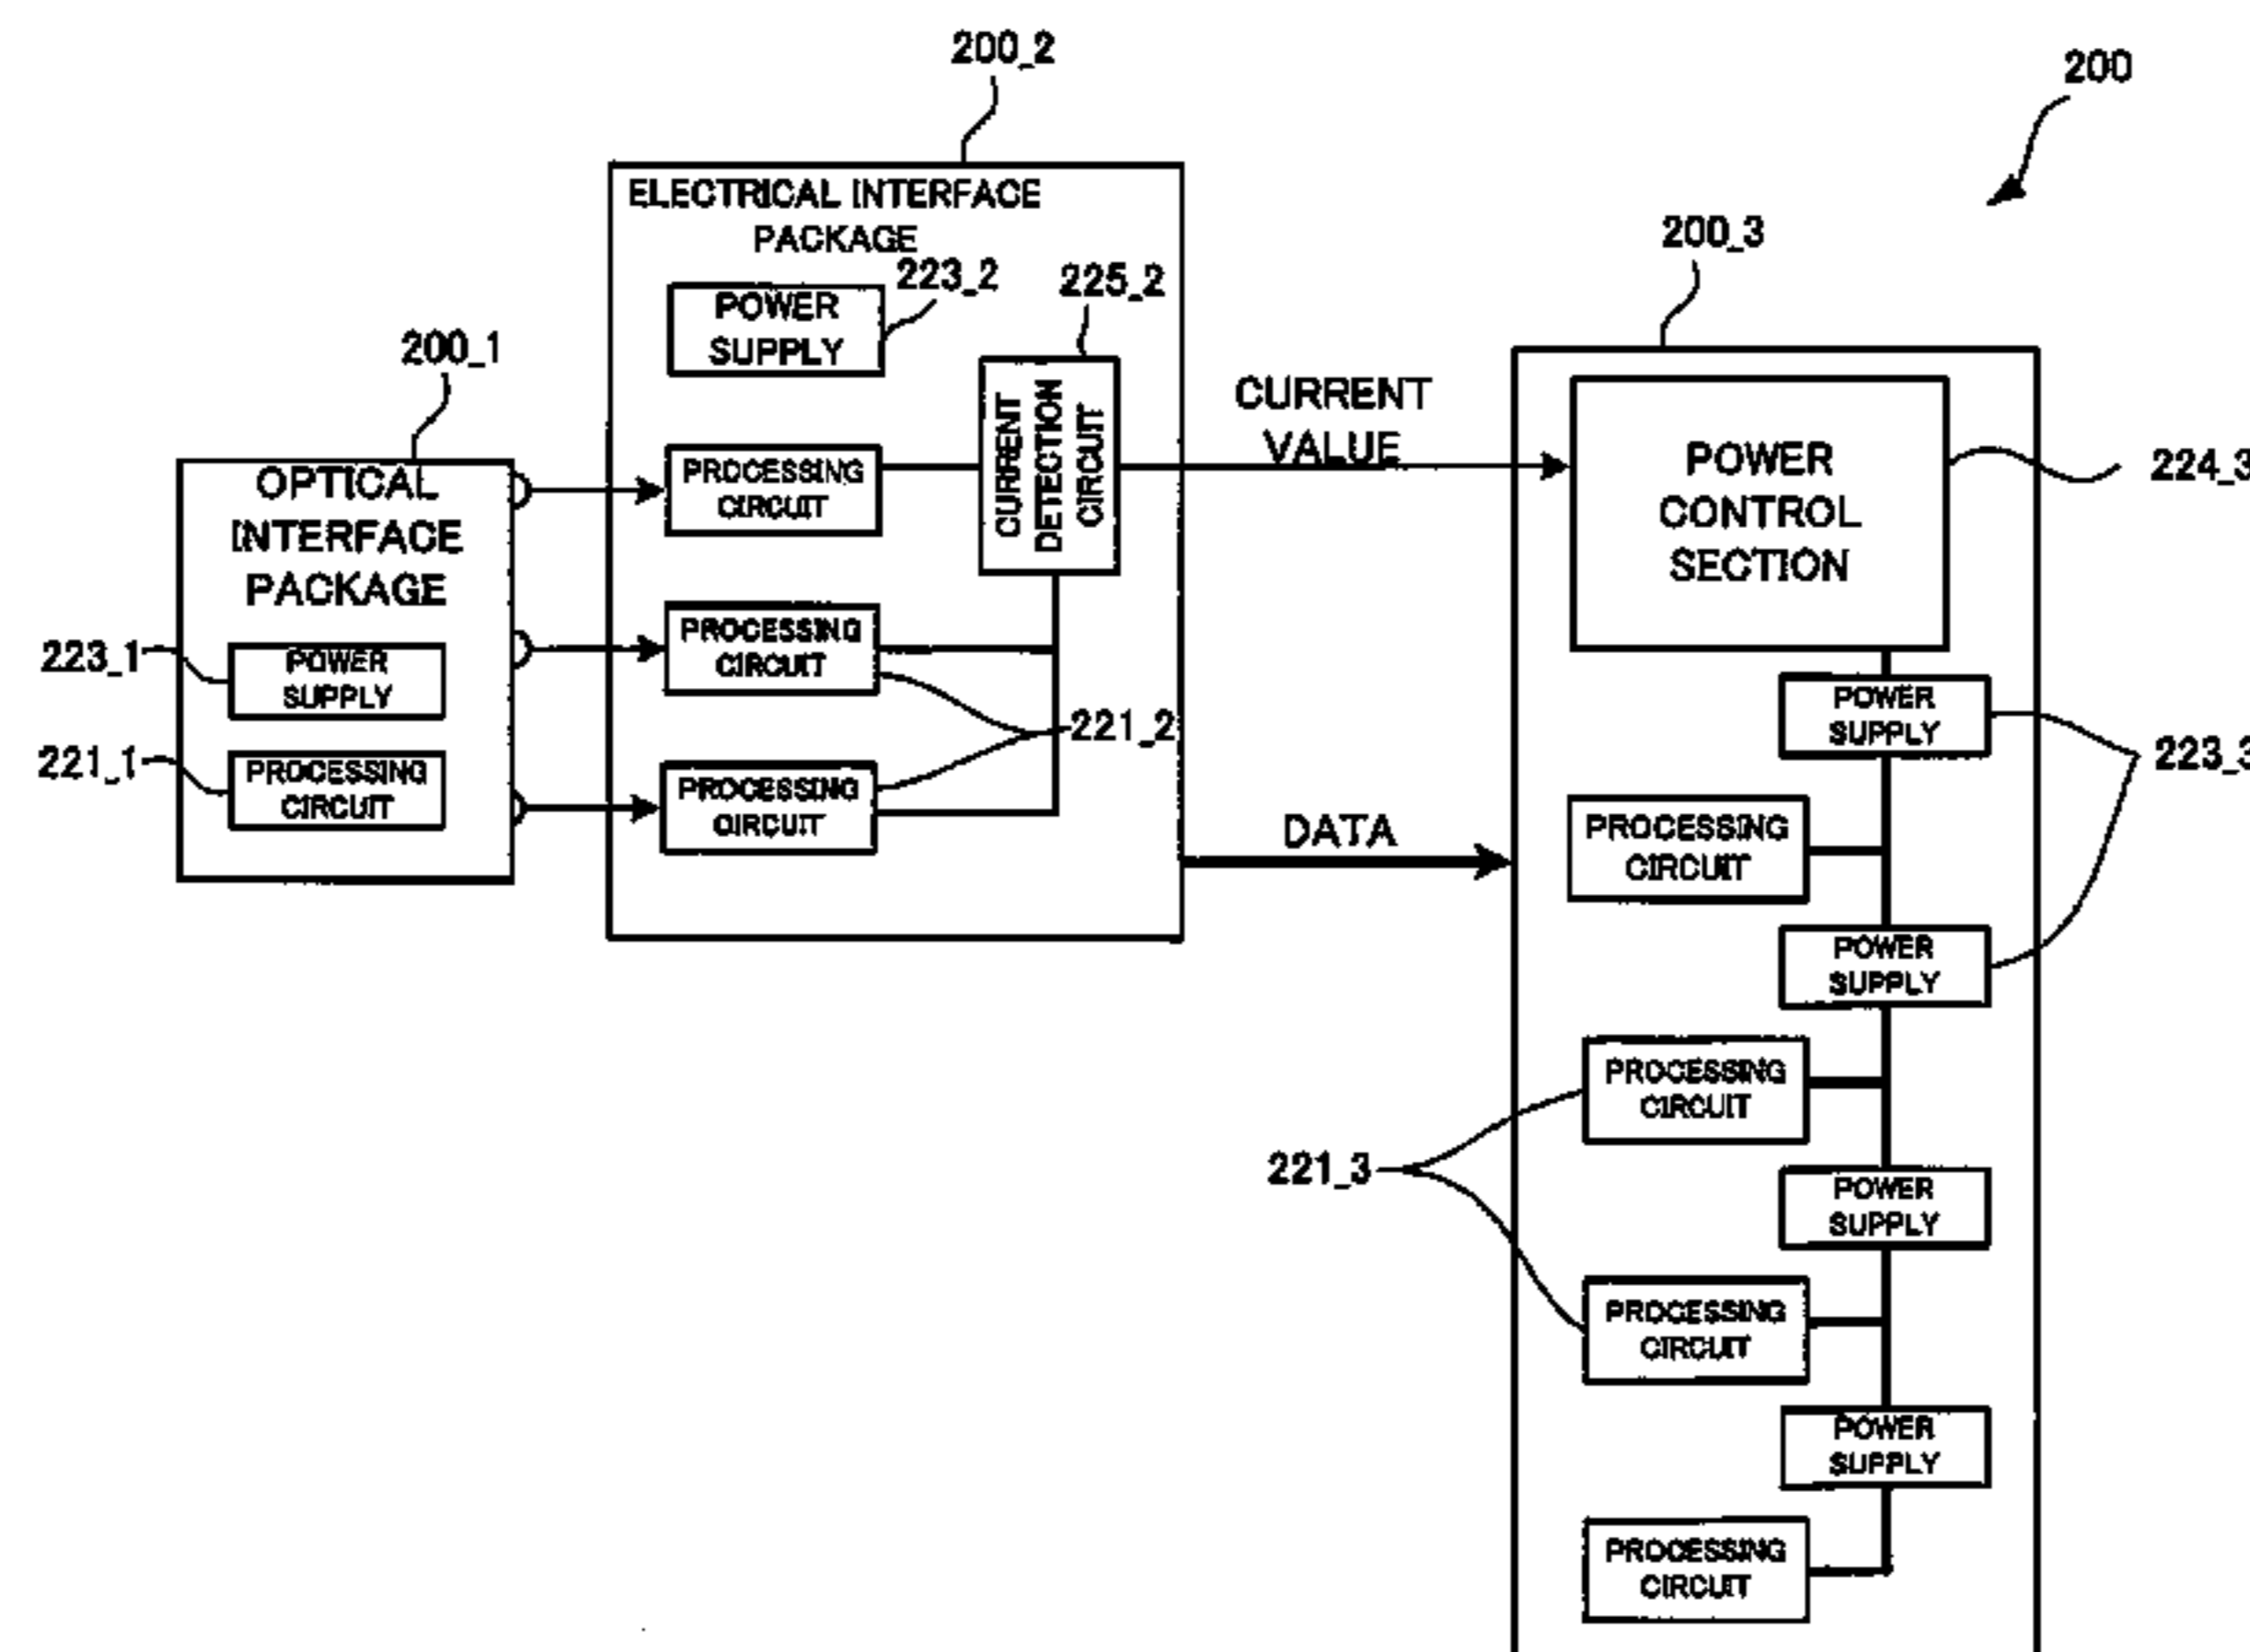 200_2
200
ELECTRICAL INTERFACE
PACKAGE
200_3
223_2
225_2
POWER
SUPPLY
200_1
CURRENT
DETECTION
CIRCUIT
CURRENT
VALUE
POWER
CONTROL
SECTION
224_3
OPTICAL
INTERFACE
PACKAGE
PROCESSING
CIRCUIT
PROCESSING
CIRCUIT
223_1
POWER
SUPPLY
221_1
PROCESSING
CIRCUIT
221_2
PROCESSING
CIRCUIT
POWER
SUPPLY
223_3
DATA
PROCESSING
CIRCUIT
POWER
SUPPLY
PROCESSING
CIRCUIT
221_3
POWER
SUPPLY
PROCESSING
CIRCUIT
POWER
SUPPLY
PROCESSING
CIRCUIT